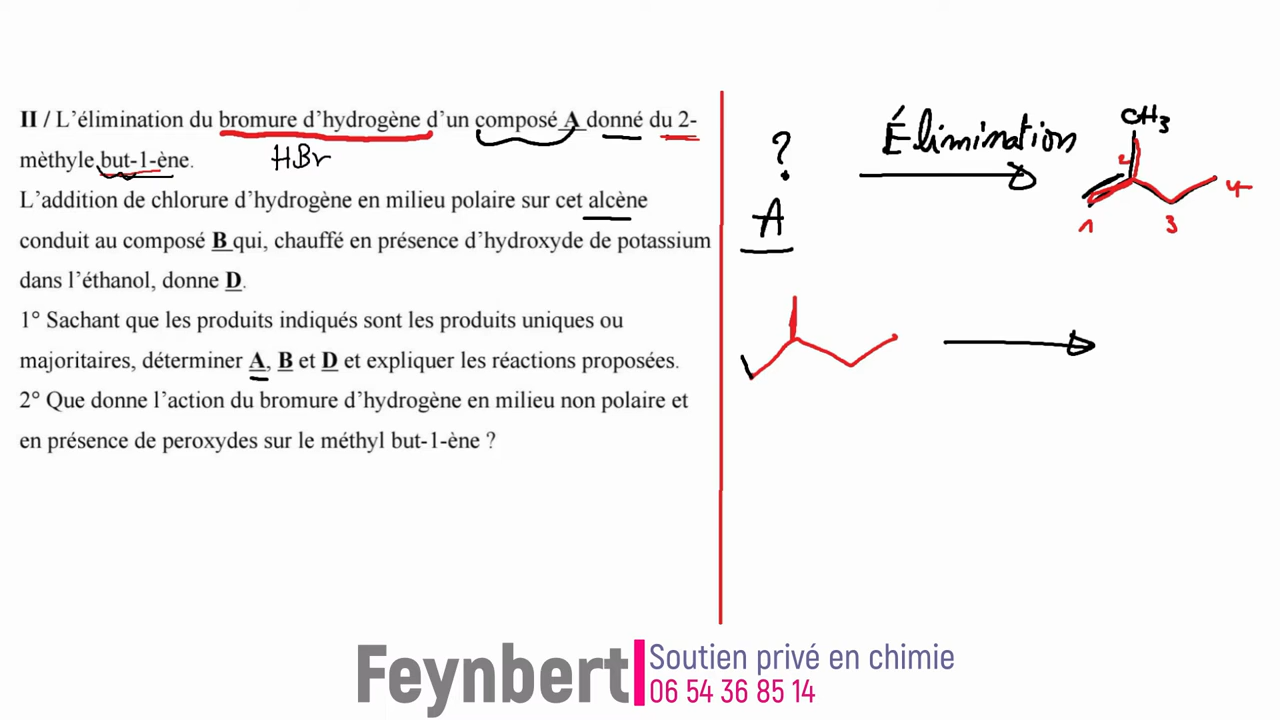 II / L'élimination du bromure d'hydrogène d'un composé A donné du 2-
mèthyle but-1-ène.
HBr
L'addition de chlorure d'hydrogène en milieu polaire sur cet alcène
conduit au composé B qui, chauffé en présence d'hydroxyde de potassium
dans l'éthanol, donne D.
1° Sachant que les produits indiqués sont les produits uniques ou
majoritaires, déterminer A, B et D et expliquer les réactions proposées.
2° Que donne l'action du bromure d'hydrogène en milieu non polaire et
en présence de peroxydes sur le méthyl but-1-ène ?
?
A
Élimination
CH3
2
4
1
3
Feynbert
Soutien privé en chimie
06 54 36 85 14